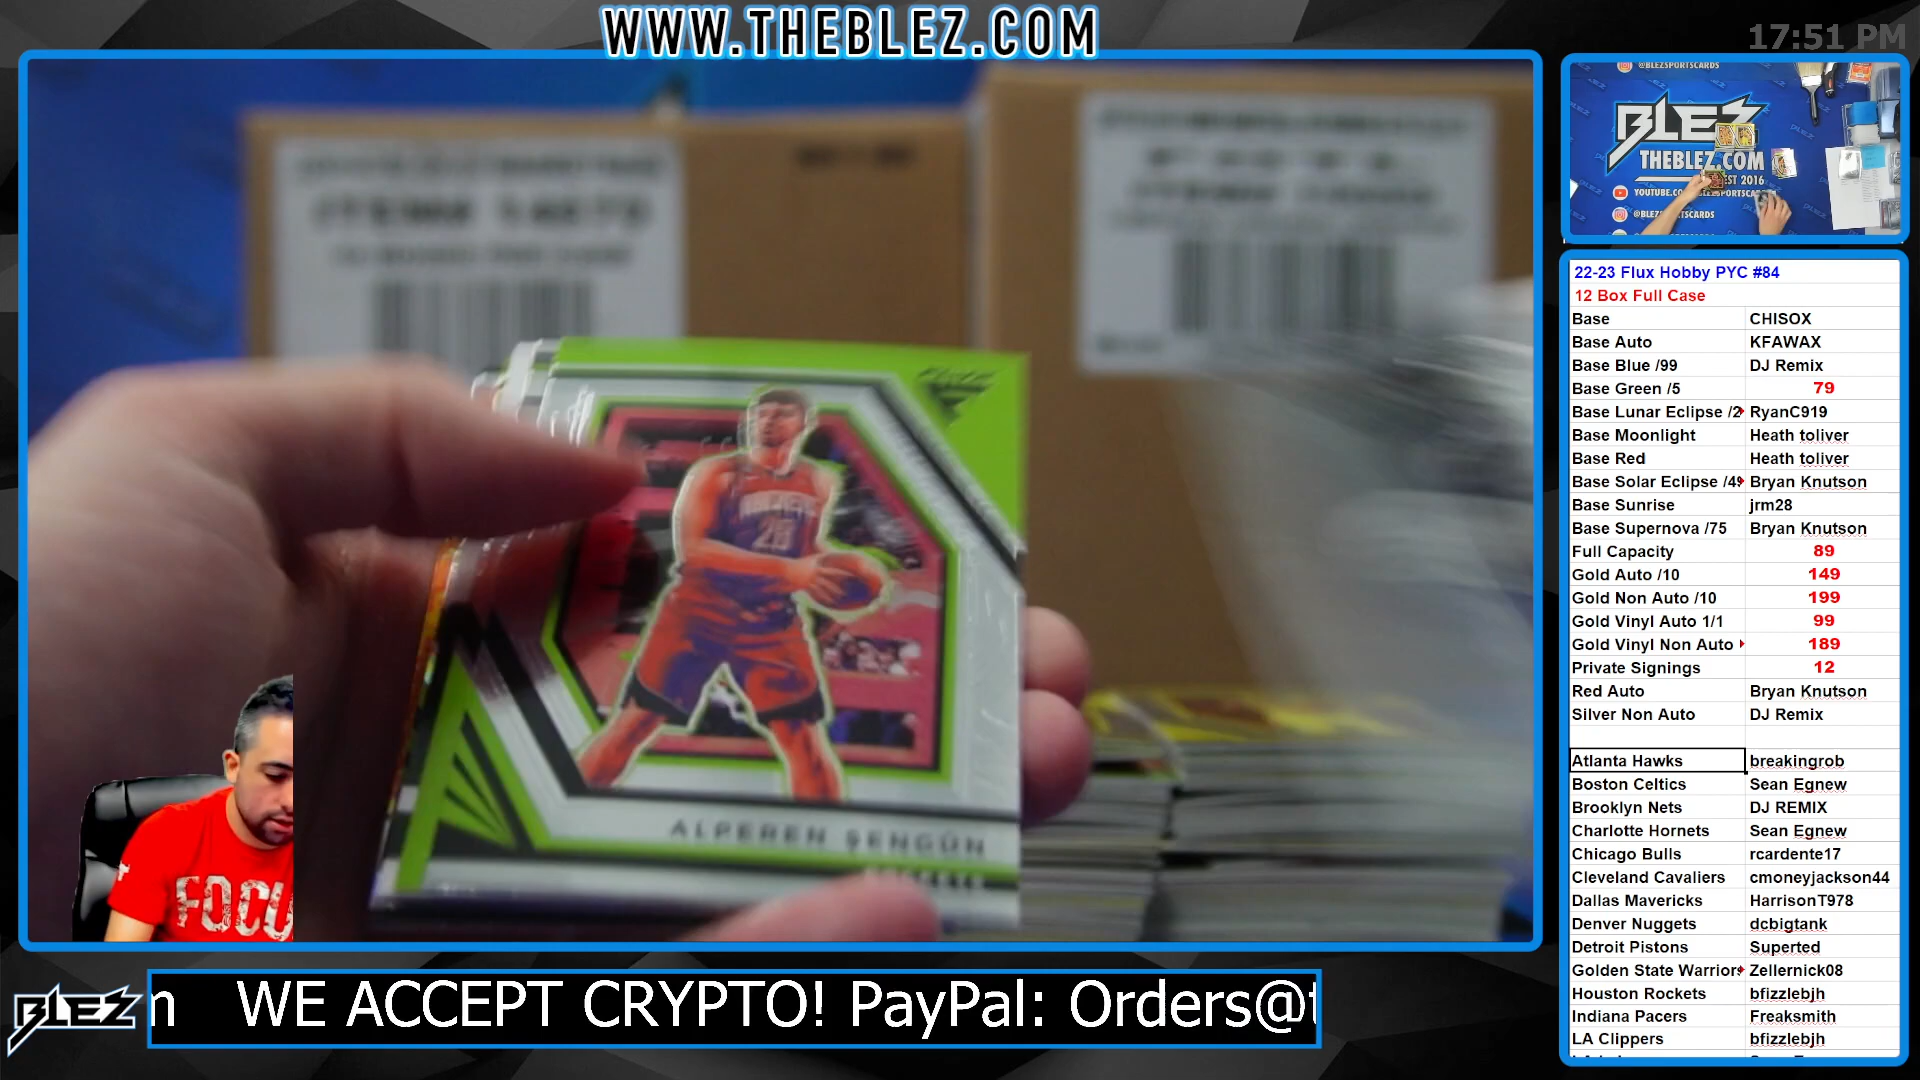 WWW.THEBLEZ.COM
17:51 PM
@BLEZSPORTSCARDS
BLEZ
THEBLEZ.COM
EST 2016
@BLEZ
22-23 Flux Hobby PYC #84
12 Box Full Case
Base CHISOX
Base Auto KFAWAX
Base Blue /99 DJ Remix
Base Green /5 79
Base Lunar Eclipse /2 RyanC919
Base Moonlight Heath toliver
Base Red Heath toliver
Base Solar Eclipse /49 Bryan Knutson
Base Sunrise jrm28
Base Supernova /75 Bryan Knutson
Full Capacity 89
Gold Auto /10 149
Gold Non Auto /10 199
Gold Vinyl Auto 1/1 99
Gold Vinyl Non Auto 189
Private Signings 12
Red Auto Bryan Knutson
Silver Non Auto DJ Remix
Atlanta Hawks breakingrob
Boston Celtics Sean Egnew
Brooklyn Nets DJ REMIX
Charlotte Hornets Sean Egnew
Chicago Bulls rcardente17
Cleveland Cavaliers cmoneyjackson44
Dallas Mavericks HarrisonT978
Denver Nuggets dcbigtank
Detroit Pistons Superted
Golden State Warriors Zellernick08
Houston Rockets bfizzlebjh
Indiana Pacers Freaksmith
LA Clippers bfizzlebjh
FLUX
28
ALPEREN ŞENGÜN
FOCU
BLEZ
m WE ACCEPT CRYPTO! PayPal: Orders@t